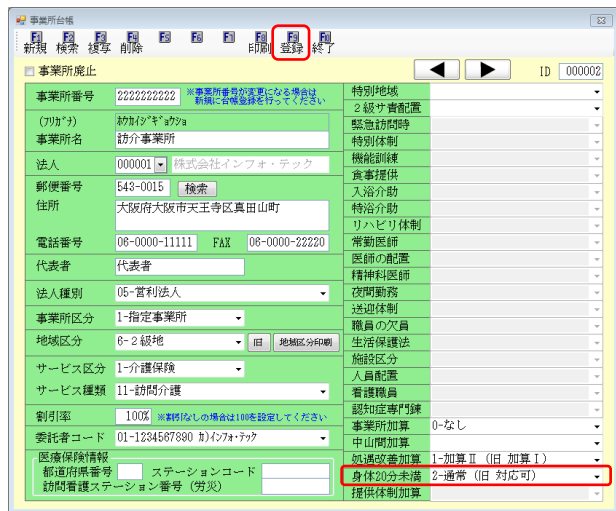 事業所台帳
F1 F2 F3 F4 F5 F6 F7 F8 F9 F10
新規 検索 複写 削除 印刷 登録 終了
事業所廃止 ID 000002
事業所番号 2222222222 ※事業所番号が変更になる場合は
新規に台帳登録を行ってください
(フリガナ) ホウカイジギョウショ
事業所名 訪介事業所
法人 000001 株式会社インフォ・テック
郵便番号 543-0015 検索
住所 大阪府大阪市天王寺区真田山町
電話番号 06-0000-11111 FAX 06-0000-22220
代表者 代表者
法人種別 05-営利法人
事業所区分 1-指定事業所
地域区分 6-2級地 旧 地域区分印刷
サービス区分 1-介護保険
サービス種類 11-訪問介護
割引率 100% ※割引なしの場合は100を設定してください
委託者コード 01-1234567890 カ)インフォ・テック
医療保険情報
都道府県番号 ステーションコード
訪問看護ステーション番号 (労災)
特別地域
2級サ責配置
緊急訪問時
特別体制
機能訓練
食事提供
入浴介助
特浴介助
リハビリ体制
常勤医師
医師の配置
精神科医師
夜間勤務
送迎体制
職員の欠員
生活保護法
施設区分
人員配置
看護職員
認知症専門棟
事業所加算 0-なし
中山間加算
処遇改善加算 1-加算Ⅱ (旧 加算Ⅰ)
身体20分未満 2-通常 (旧 対応可)
提供体制加算